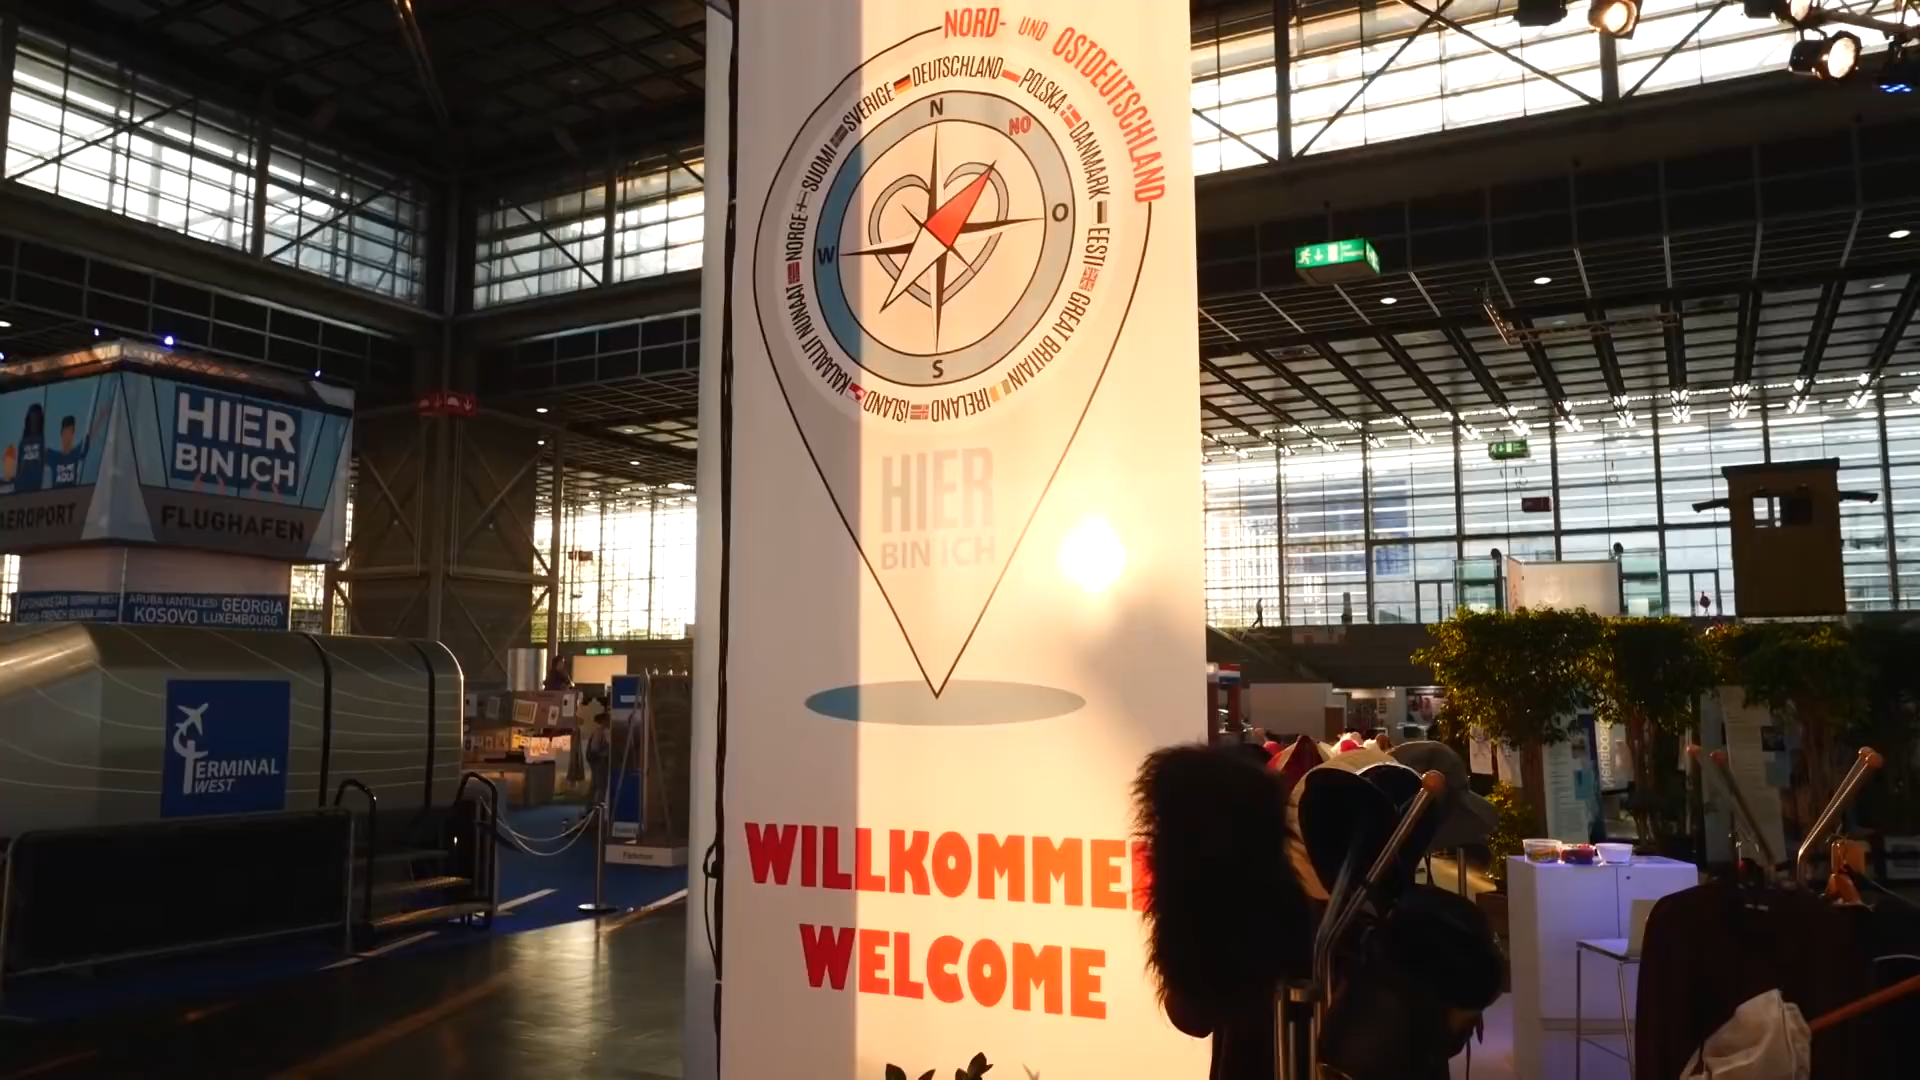 NORD- UND OSTDEUTSCHLAND
DEUTSCHLAND
POLSKA
DANMARK
EESTI
GREAT BRITAIN
IRELAND
ÍSLAND
KALAALLIT NUNAAT
NORGE
SUOMI
SVERIGE
N
NO
O
S
W
HIER
BIN ICH
WILLKOMMEN
WELCOME
HIER
BIN ICH
AEROPORT
FLUGHAFEN
ARUBA (ANTILLES) GEORGIA
KOSOVO LUXEMBOURG
TERMINAL
WEST